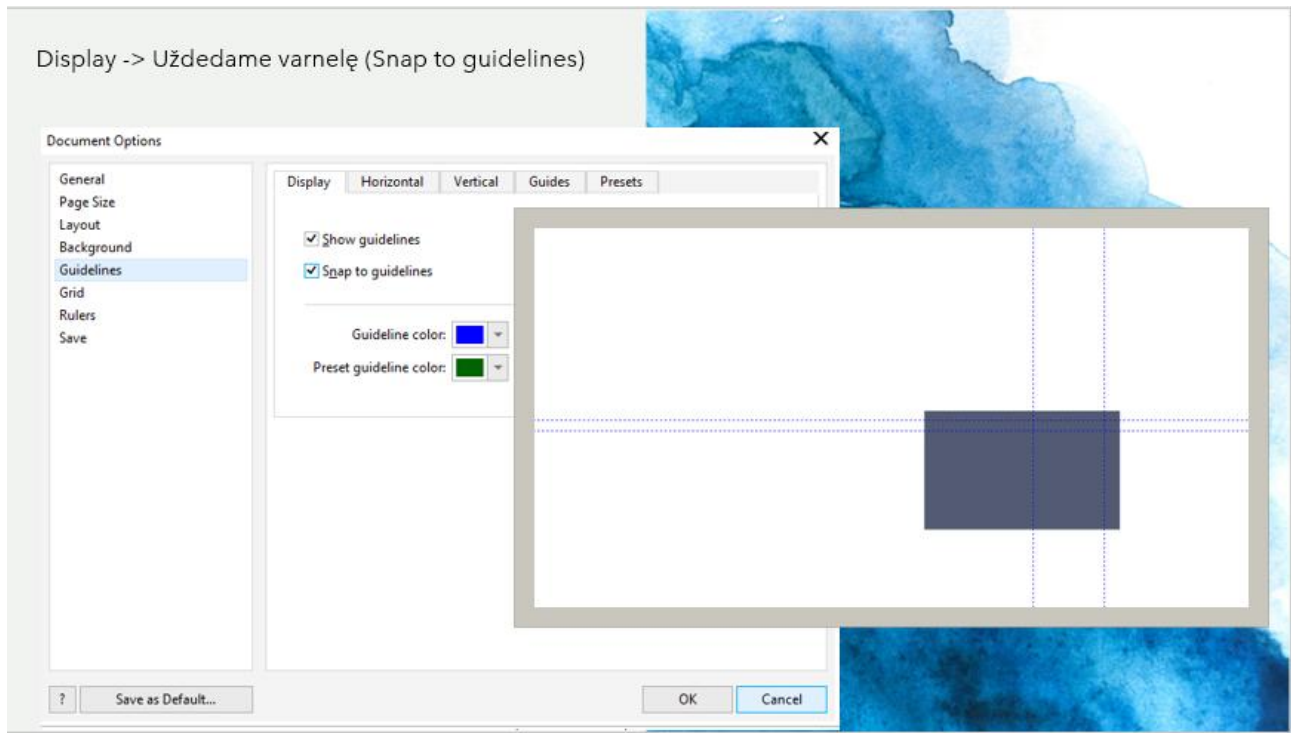 Display -> Uždedame varnelę (Snap to guidelines)
Document Options
General
Page Size
Layout
Background
Guidelines
Grid
Rulers
Save
Display Horizontal Vertical Guides Presets
Show guidelines
Snap to guidelines
Guideline color:
Preset guideline color:
? Save as Default... OK Cancel